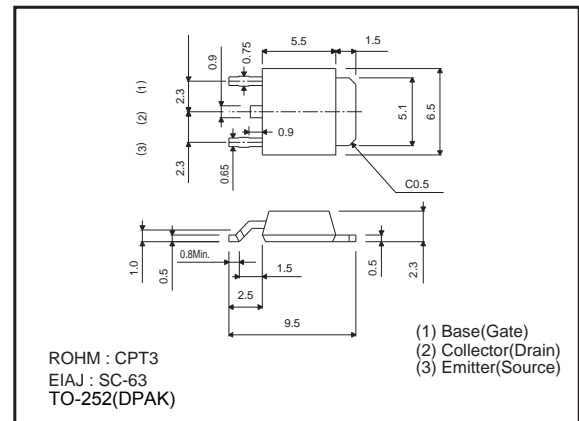 5.5
1.5
0.9
0.75
(1)
2.3
(2)
5.1
6.5
0.9
(3)
2.3
0.65
C0.5
0.8Min.
1.0
0.5
1.5
0.5
2.3
2.5
9.5
(1) Base(Gate)
(2) Collector(Drain)
(3) Emitter(Source)
ROHM : CPT3
EIAJ : SC-63
TO-252(DPAK)